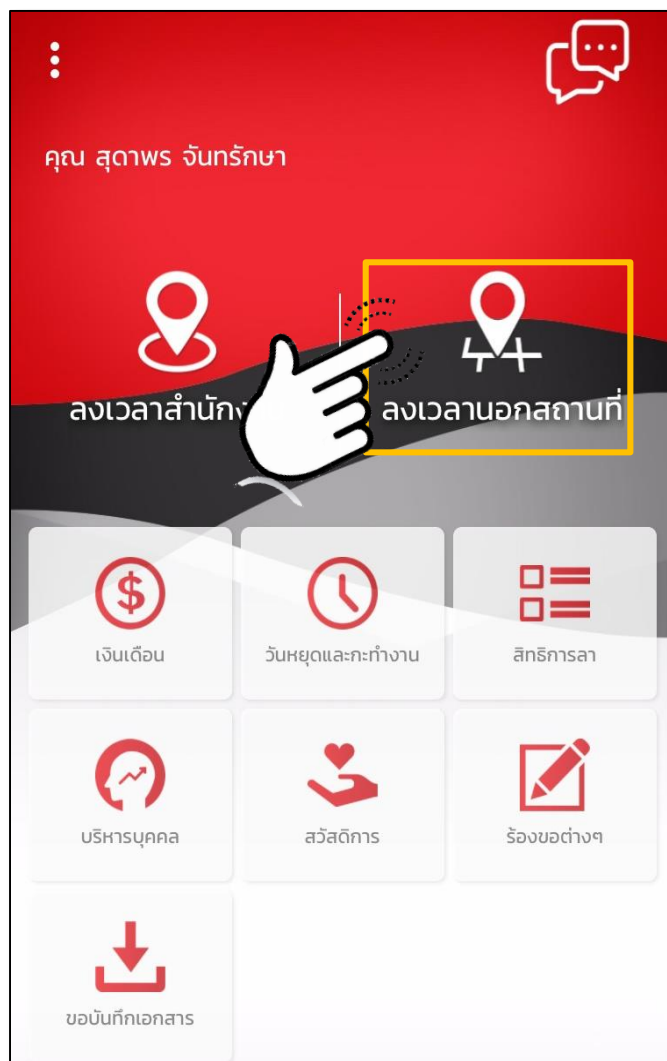 คุณ สุดาพร จันทรักษา
ลงเวลาสำนัก
ลงเวลานอกสถานที่
เงินเดือน
วันหยุดและกะทำงาน
สิทธิการลา
บริหารบุคคล
สวัสดิการ
ร้องขอต่างๆ
ขอบันทึกเอกสาร